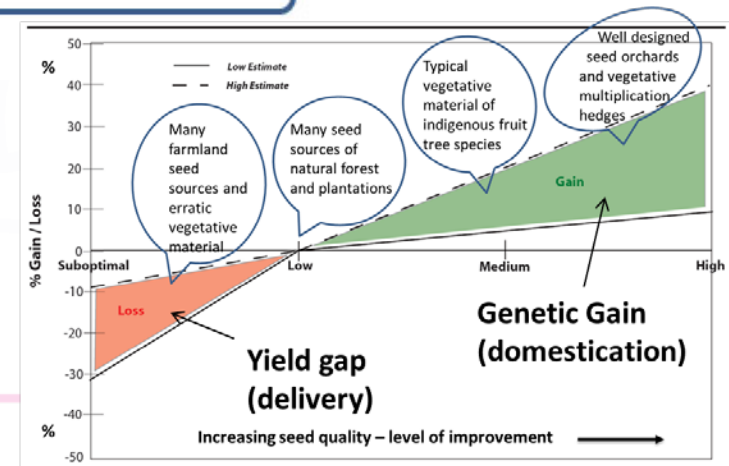 50
%
40
30
20
10
0
-10
-20
-30
-40
%
-50
% Gain / Loss
Low Estimate
High Estimate
Many
farmland
seed
sources and
erratic
vegetative
material
Many seed
sources of
natural forest
and plantations
Typical
vegetative
material of
indigenous fruit
tree species
Well designed
seed orchards
and vegetative
multiplication
hedges
Gain
Suboptimal
Low
Medium
High
Loss
Yield gap
(delivery)
Genetic Gain
(domestication)
Increasing seed quality – level of improvement